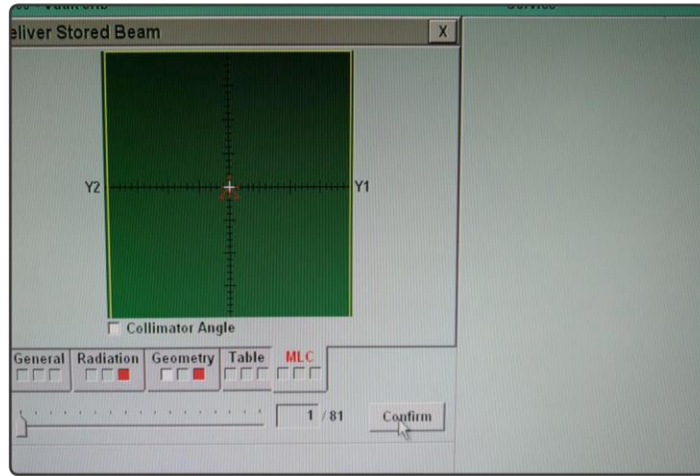 eliver Stored Beam X
Y2 Y1
Collimator Angle
General Radiation Geometry Table MLC
1 / 81 Confirm